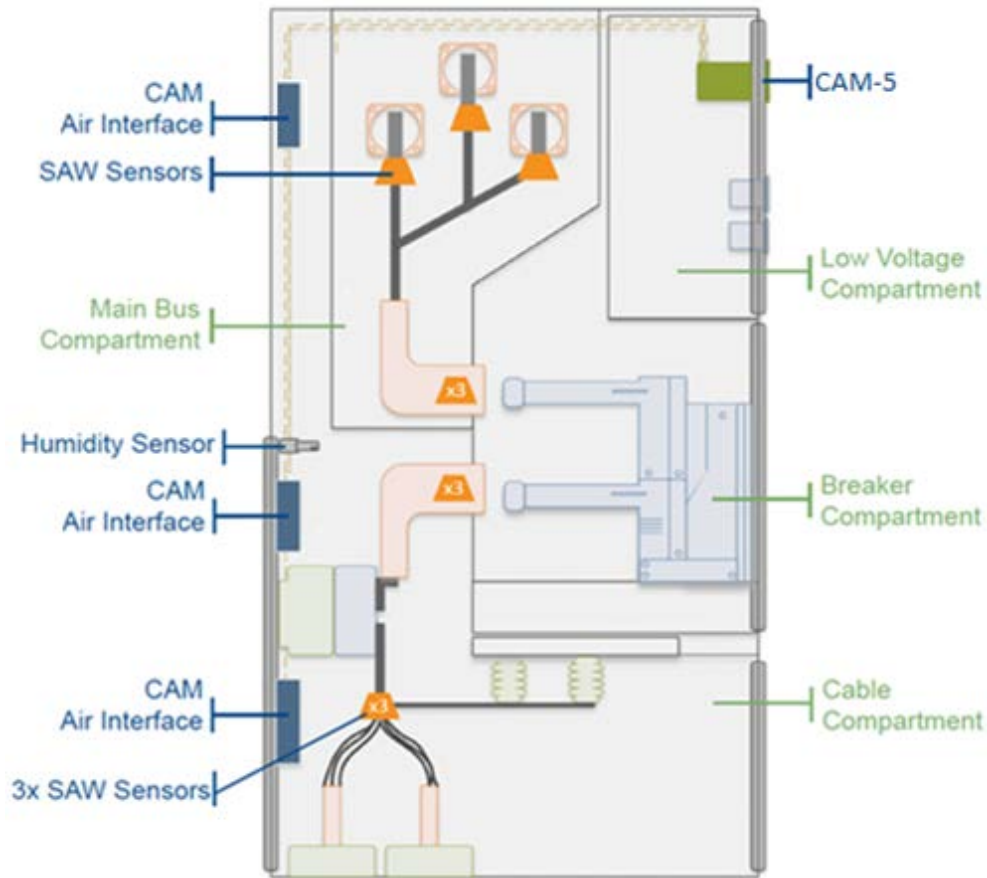 CAM
Air Interface
SAW Sensors
CAM-5
Low Voltage
Compartment
Main Bus
Compartment
x3
Humidity Sensor
x3
CAM
Air Interface
Breaker
Compartment
CAM
Air Interface
x3
Cable
Compartment
3x SAW Sensors